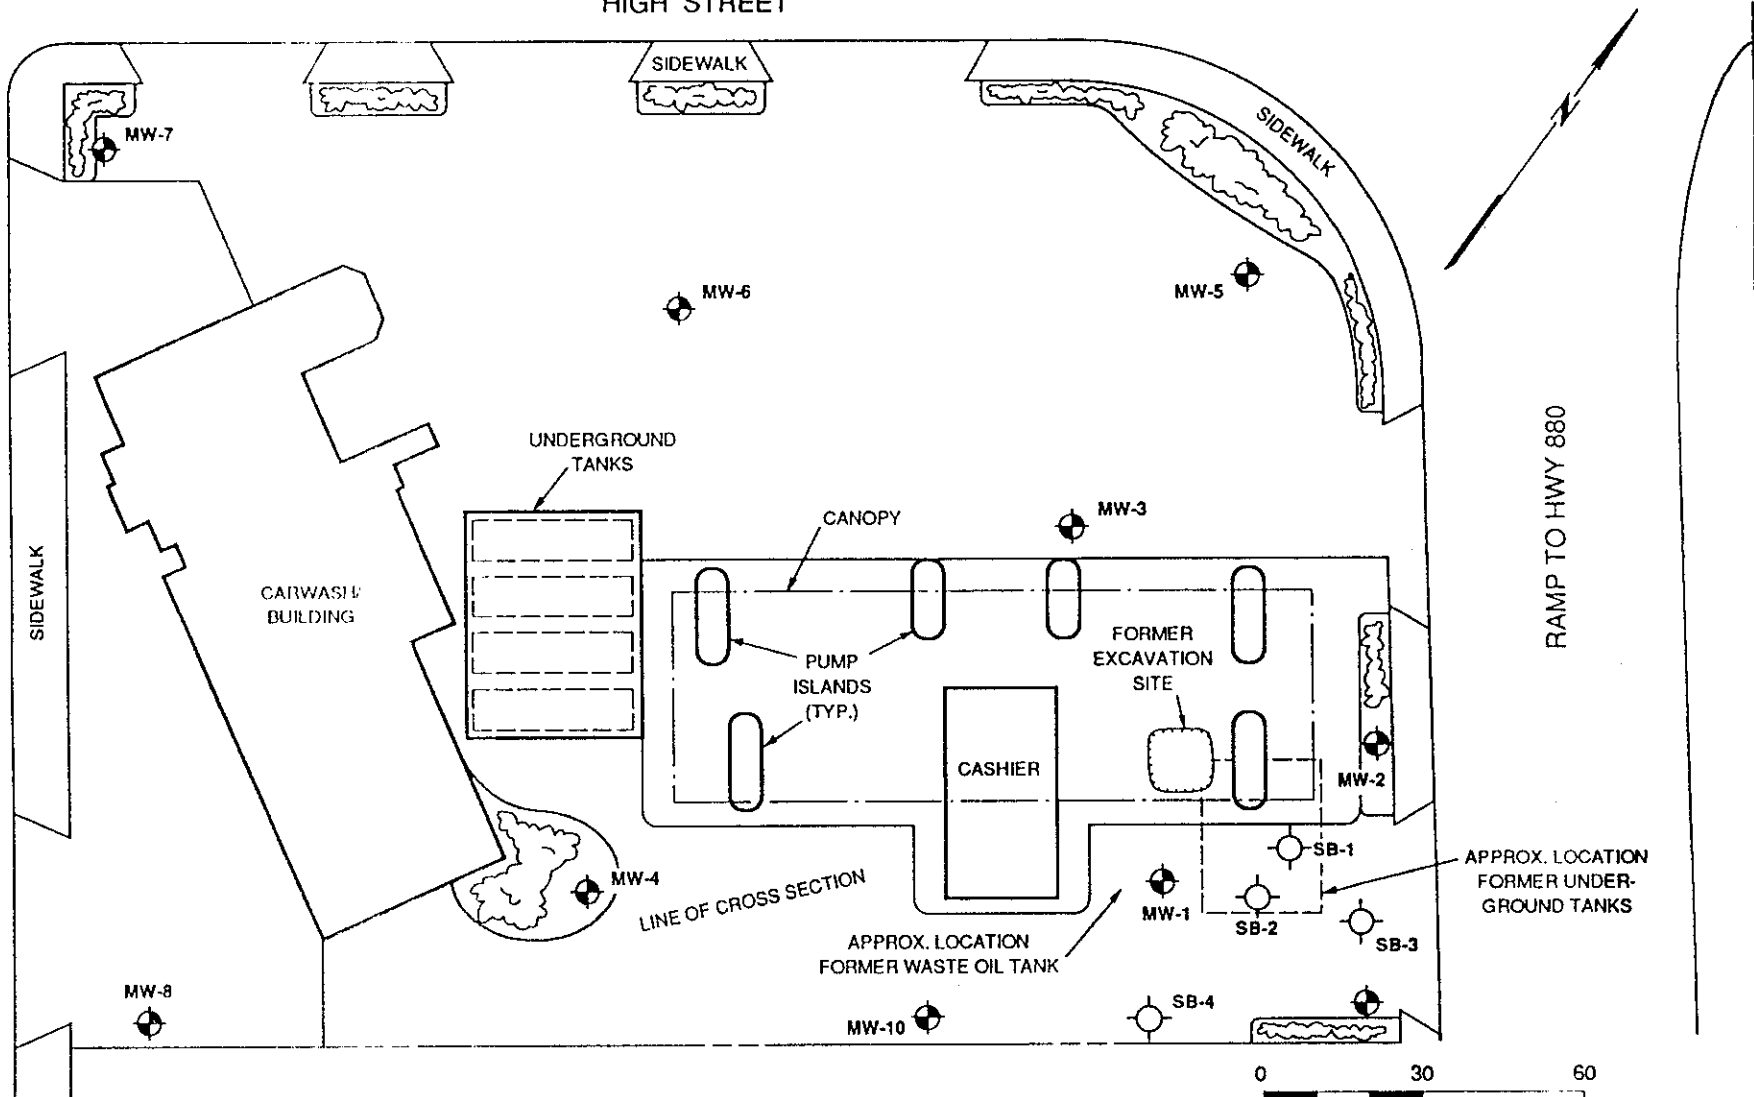 HIGH STREET
SIDEWALK
SIDEWALK
MW-7
MW-6
MW-5
UNDERGROUND
TANKS
CANOPY
MW-3
RAMP TO HWY 880
SIDEWALK
CARWASH/
BUILDING
PUMP
ISLANDS
(TYP.)
FORMER
EXCAVATION
SITE
CASHIER
MW-2
SB-1
APPROX. LOCATION
FORMER UNDER-
GROUND TANKS
MW-4
LINE OF CROSS SECTION
MW-1
SB-2
SB-3
APPROX. LOCATION
FORMER WASTE OIL TANK
MW-8
MW-10
SB-4
0 30 60
N